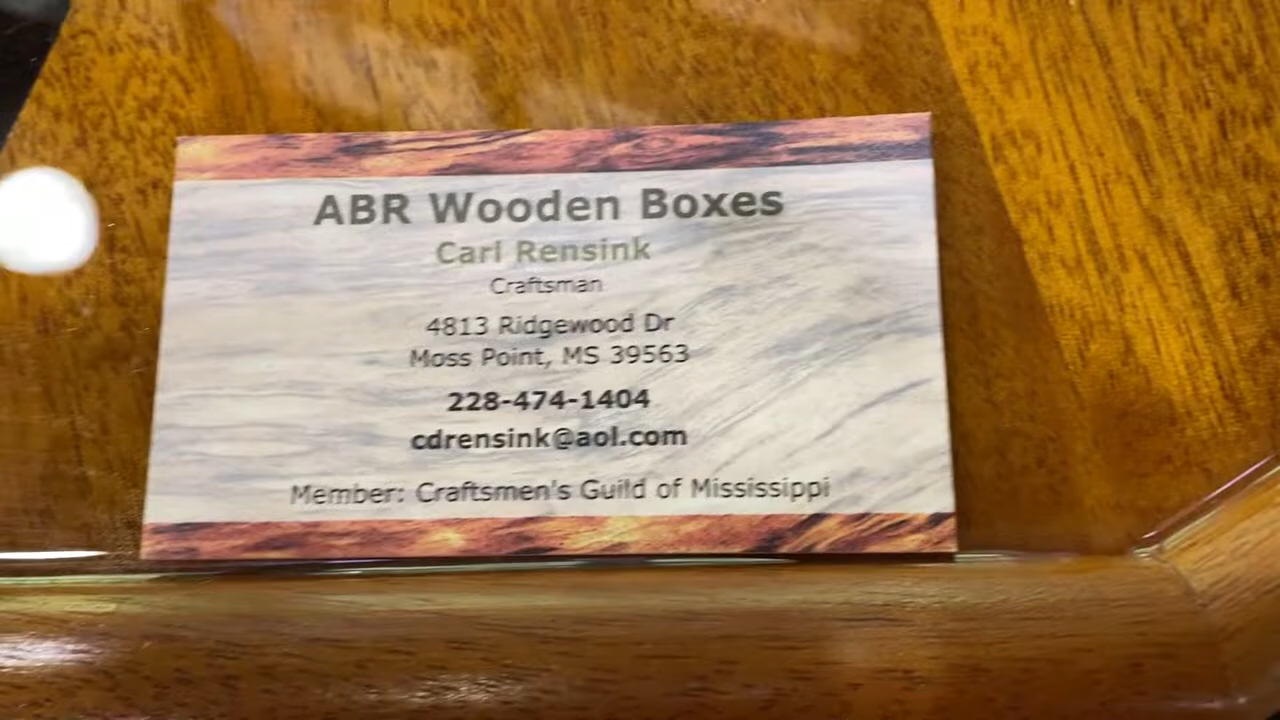 ABR Wooden Boxes
Carl Rensink
Craftsman
4813 Ridgewood Dr
Moss Point, MS 39563
228-474-1404
cdrensink@aol.com
Member: Craftsmen's Guild of Mississippi